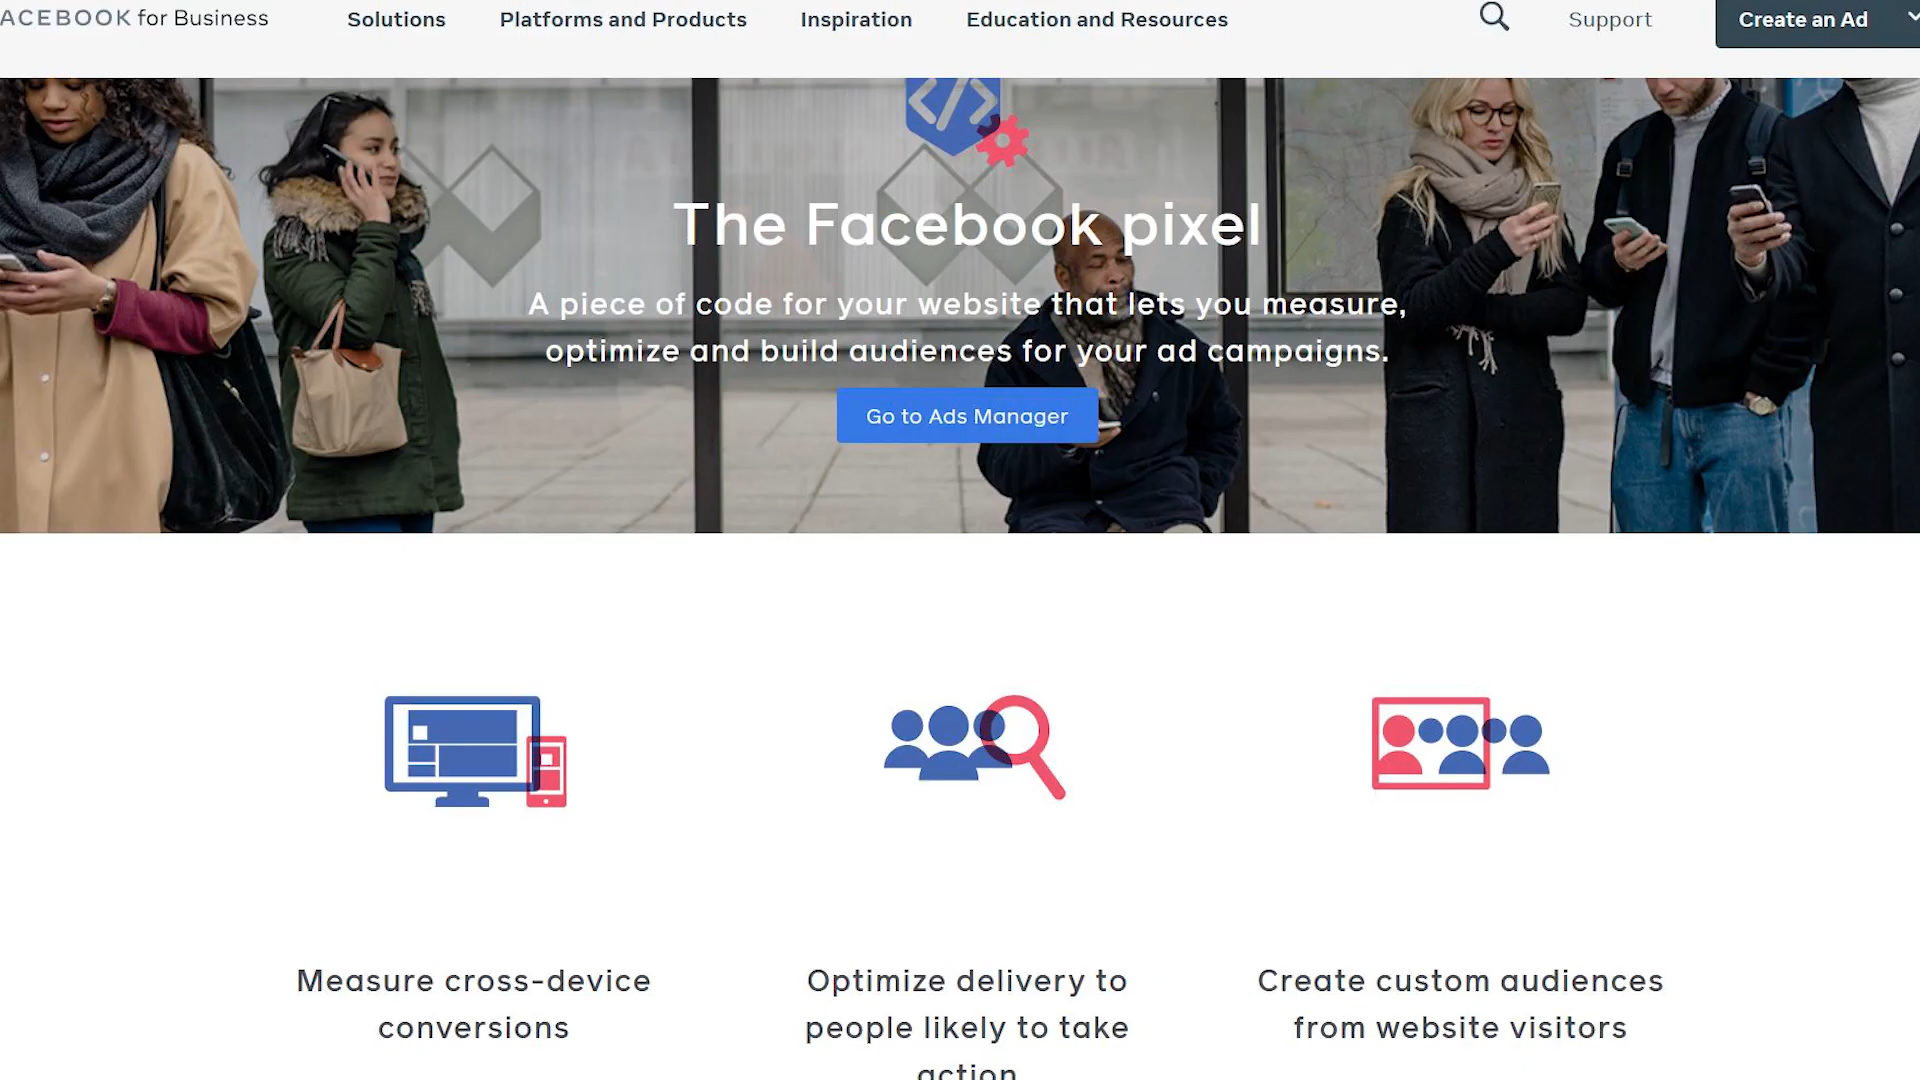 ACEBOOK for Business
Solutions
Platforms and Products
Inspiration
Education and Resources
Support
Create an Ad
The Facebook pixel
A piece of code for your website that lets you measure,
optimize and build audiences for your ad campaigns.
Go to Ads Manager
Measure cross-device
conversions
Optimize delivery to
people likely to take
action
Create custom audiences
from website visitors